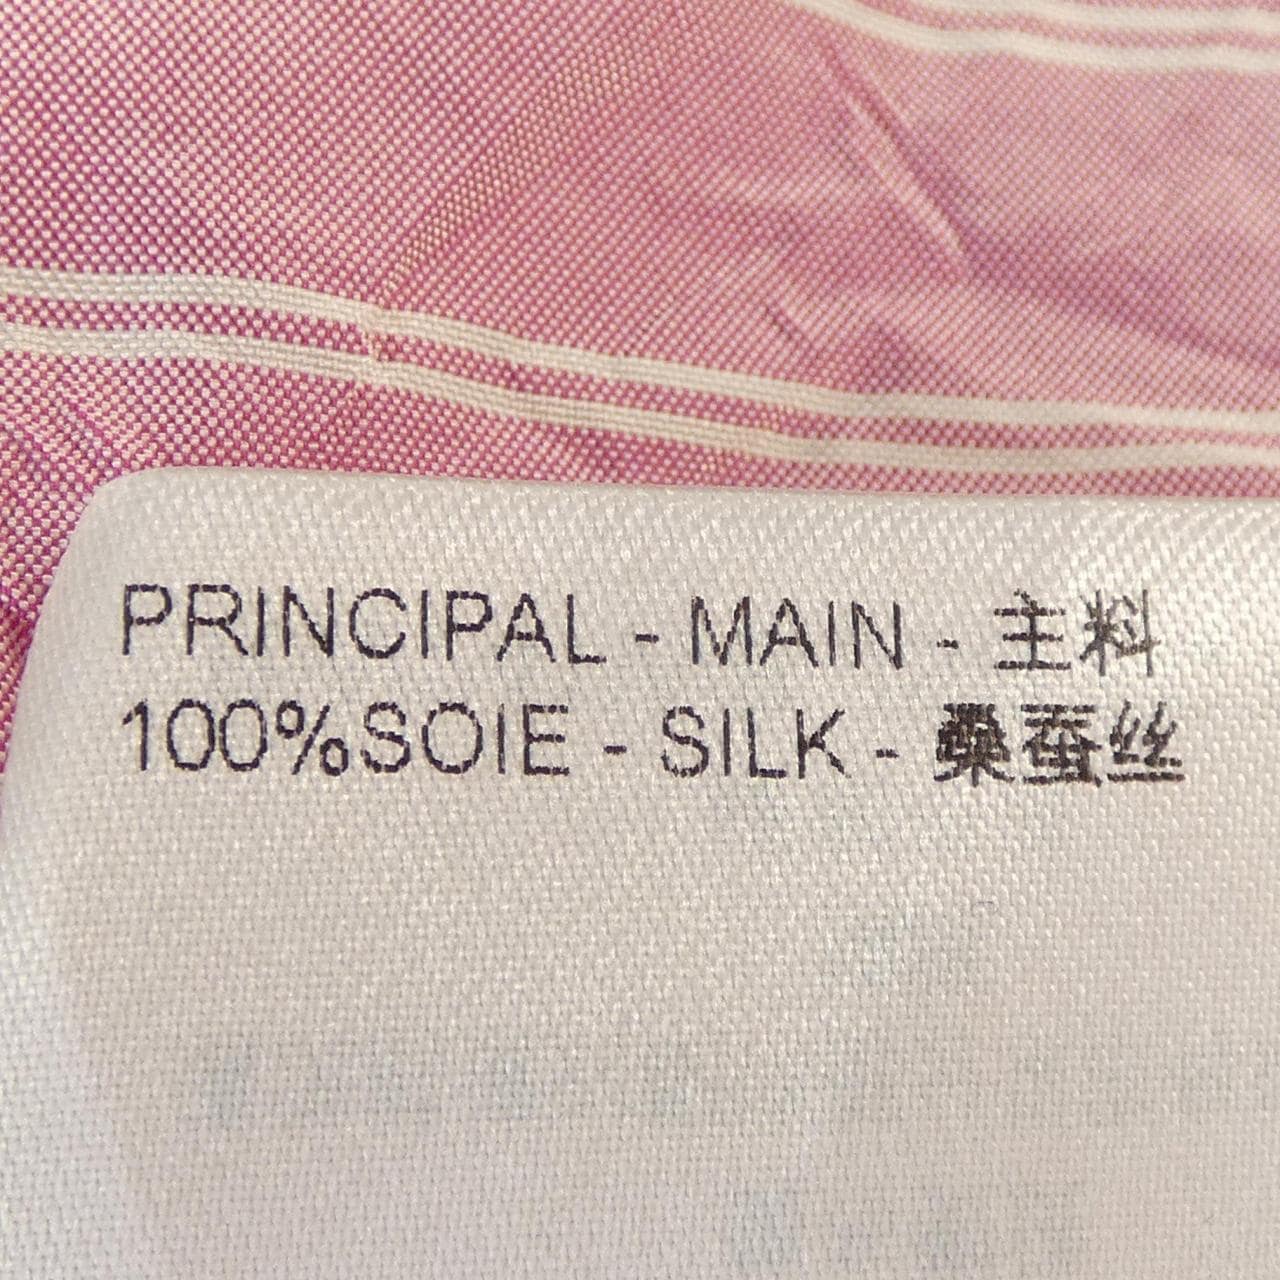 PRINCIPAL - MAIN - 主料
100%SOIE - SILK - 桑蚕丝